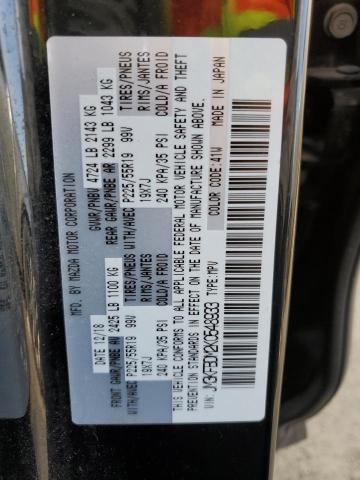 MFD. BY MAZDA MOTOR CORPORATION
DATE 12/18 GVWR/PNBV 4724 LB 2143 KG
FRONT GAWR/PNBE AV 2425 LB 1100 KG REAR GAWR/PNBE AR 2299 LB 1043 KG
WITH/AVEC P225/55R19 99V TIRES/PNEUS WITH/AVEC P225/55R19 99V TIRES/PNEUS
19X7J RIMS/JANTES 19X7J RIMS/JANTES
240 KPA/35 PSI COLD/A FROID 240 KPA/35 PSI COLD/A FROID
THIS VEHICLE CONFORMS TO ALL APPLICABLE FEDERAL MOTOR VEHICLE SAFETY AND THEFT
PREVENTION STANDARDS IN EFFECT ON THE DATE OF MANUFACTURE SHOWN ABOVE.
VIN: TYPE:MPV COLOR:41W MADE IN JAPAN